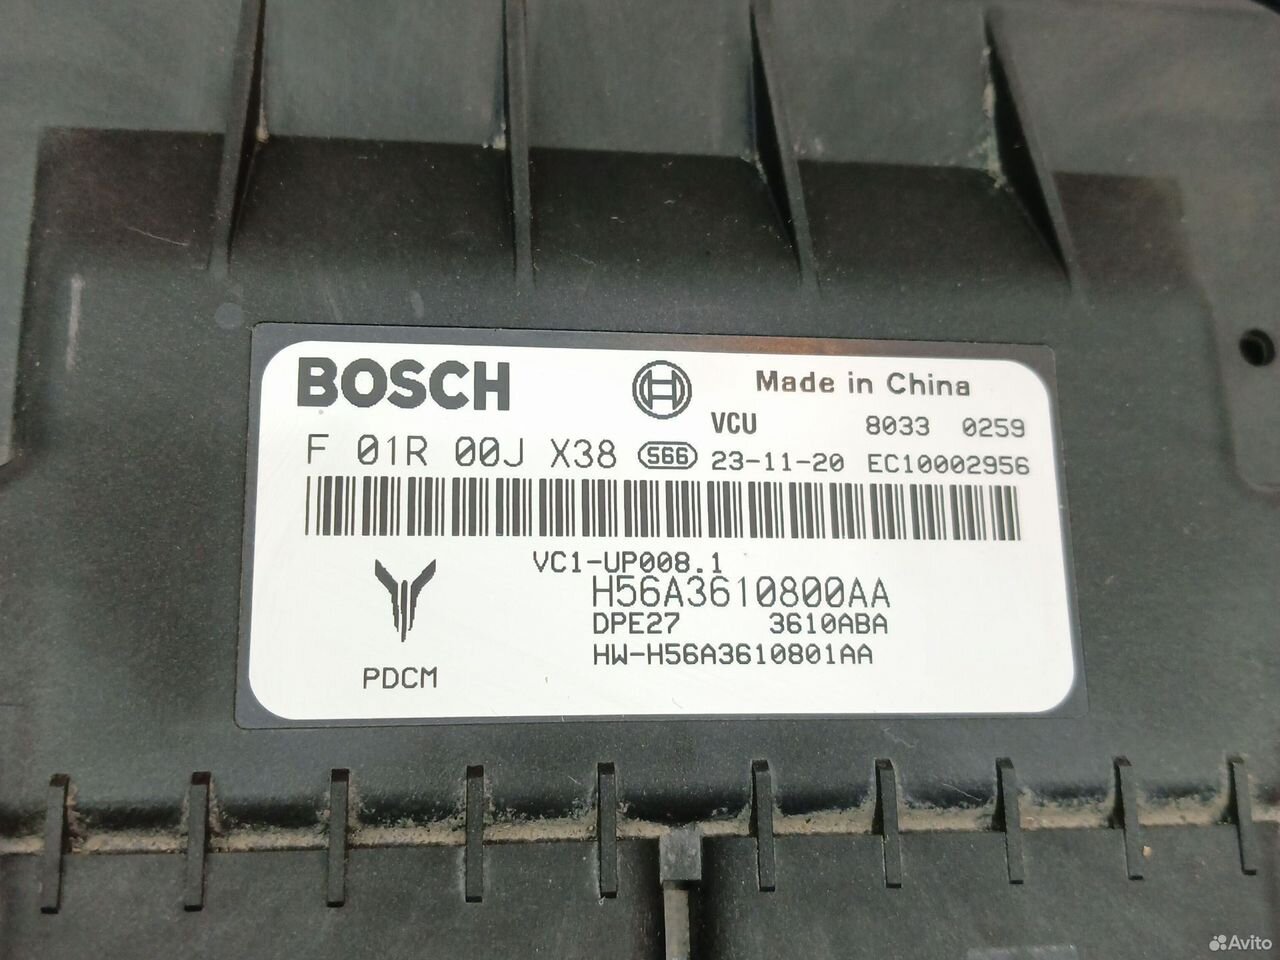 BOSCH
Made in China
VCU 8033 0259
F 01R 00J X38 S66 23-11-20 EC10002956
VC1-UP008.1
H56A3610800AA
DPE27 3610ABA
HW-H56A3610801AA
PDCM
Avito